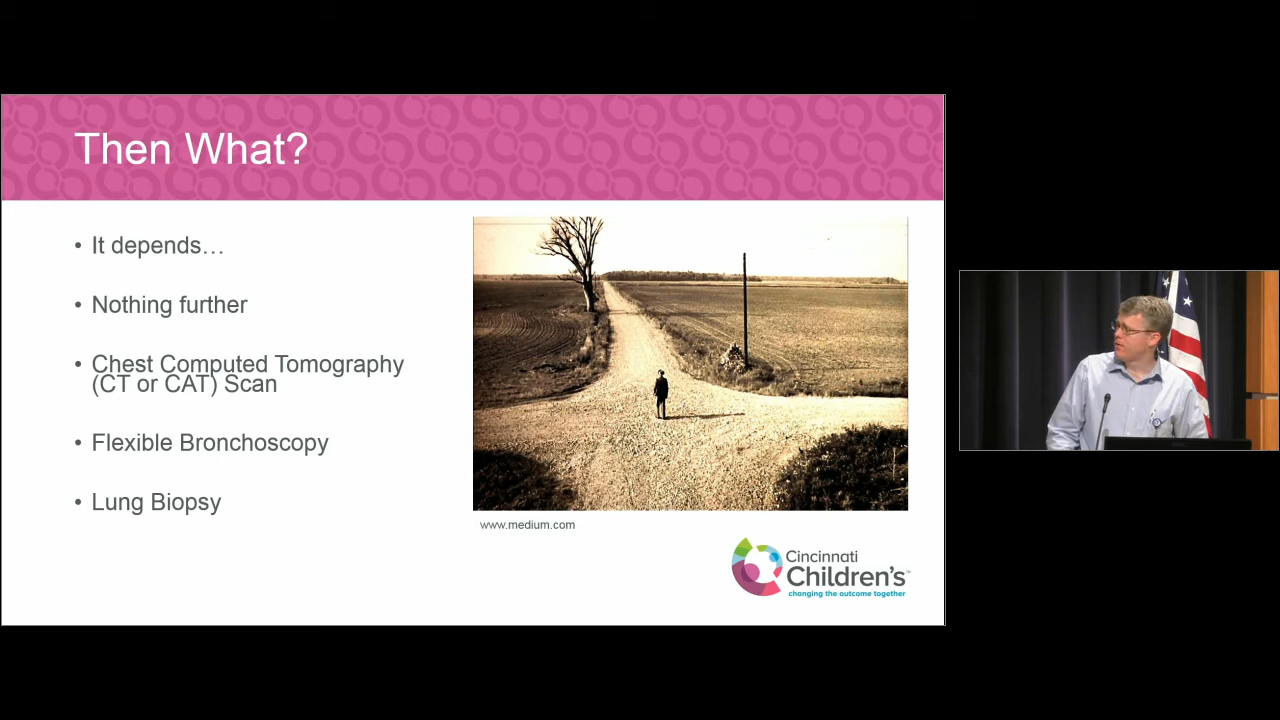 Then What?
• It depends…
• Nothing further
• Chest Computed Tomography
(CT or CAT) Scan
• Flexible Bronchoscopy
• Lung Biopsy
www.medium.com
Cincinnati
Children's™
changing the outcome together